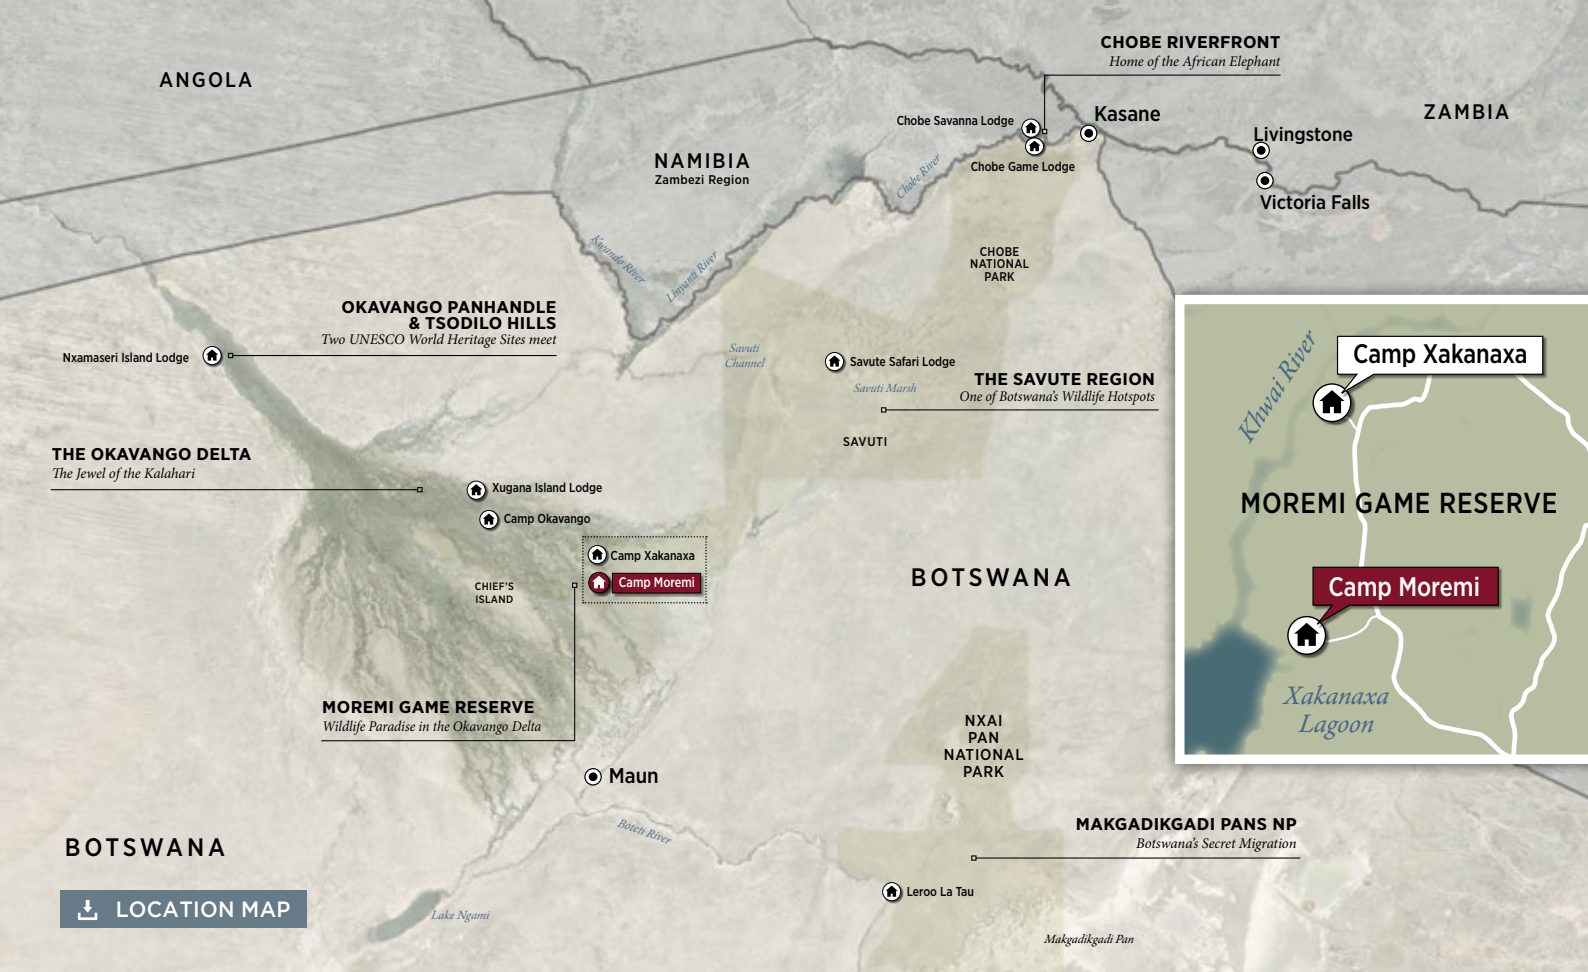 ANGOLA
CHOBE RIVERFRONT
Home of the African Elephant
Chobe Savanna Lodge
Kasane
ZAMBIA
Livingstone
NAMIBIA
Zambezi Region
Chobe River
Chobe Game Lodge
Victoria Falls
Kwando River
Linyanti River
CHOBE
NATIONAL
PARK
OKAVANGO PANHANDLE
& TSODILO HILLS
Two UNESCO World Heritage Sites meet
Nxamaseri Island Lodge
Savuti
Channel
Savute Safari Lodge
Savuti Marsh
THE SAVUTE REGION
One of Botswana's Wildlife Hotspots
SAVUTI
Khwai River
Camp Xakanaxa
MOREMI GAME RESERVE
Camp Moremi
Xakanaxa
Lagoon
THE OKAVANGO DELTA
The Jewel of the Kalahari
Xugana Island Lodge
Camp Okavango
Camp Xakanaxa
Camp Moremi
CHIEF'S
ISLAND
BOTSWANA
MOREMI GAME RESERVE
Wildlife Paradise in the Okavango Delta
NXAI
PAN
NATIONAL
PARK
Maun
Boteti River
MAKGADIKGADI PANS NP
Botswana's Secret Migration
BOTSWANA
Leroo La Tau
LOCATION MAP
Lake Ngami
Makgadikgadi Pan